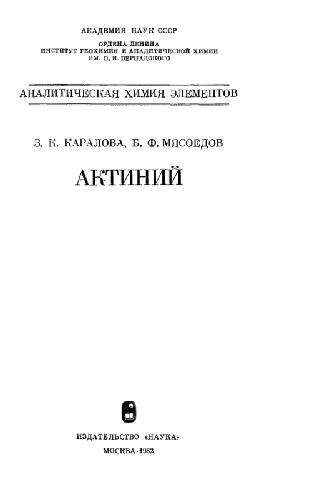 АКАДЕМИЯ НАУК СССР
ОРДЕНА ЛЕНИНА
ИНСТИТУТ ГЕОХИМИИ И АНАЛИТИЧЕСКОЙ ХИМИИ
ИМ. В. И. ВЕРНАДСКОГО
АНАЛИТИЧЕСКАЯ ХИМИЯ ЭЛЕМЕНТОВ
З. К. КАРАЛОВА, Б. Ф. МЯСОЕДОВ
АКТИНИЙ
ИЗДАТЕЛЬСТВО «НАУКА»
МОСКВА-1982